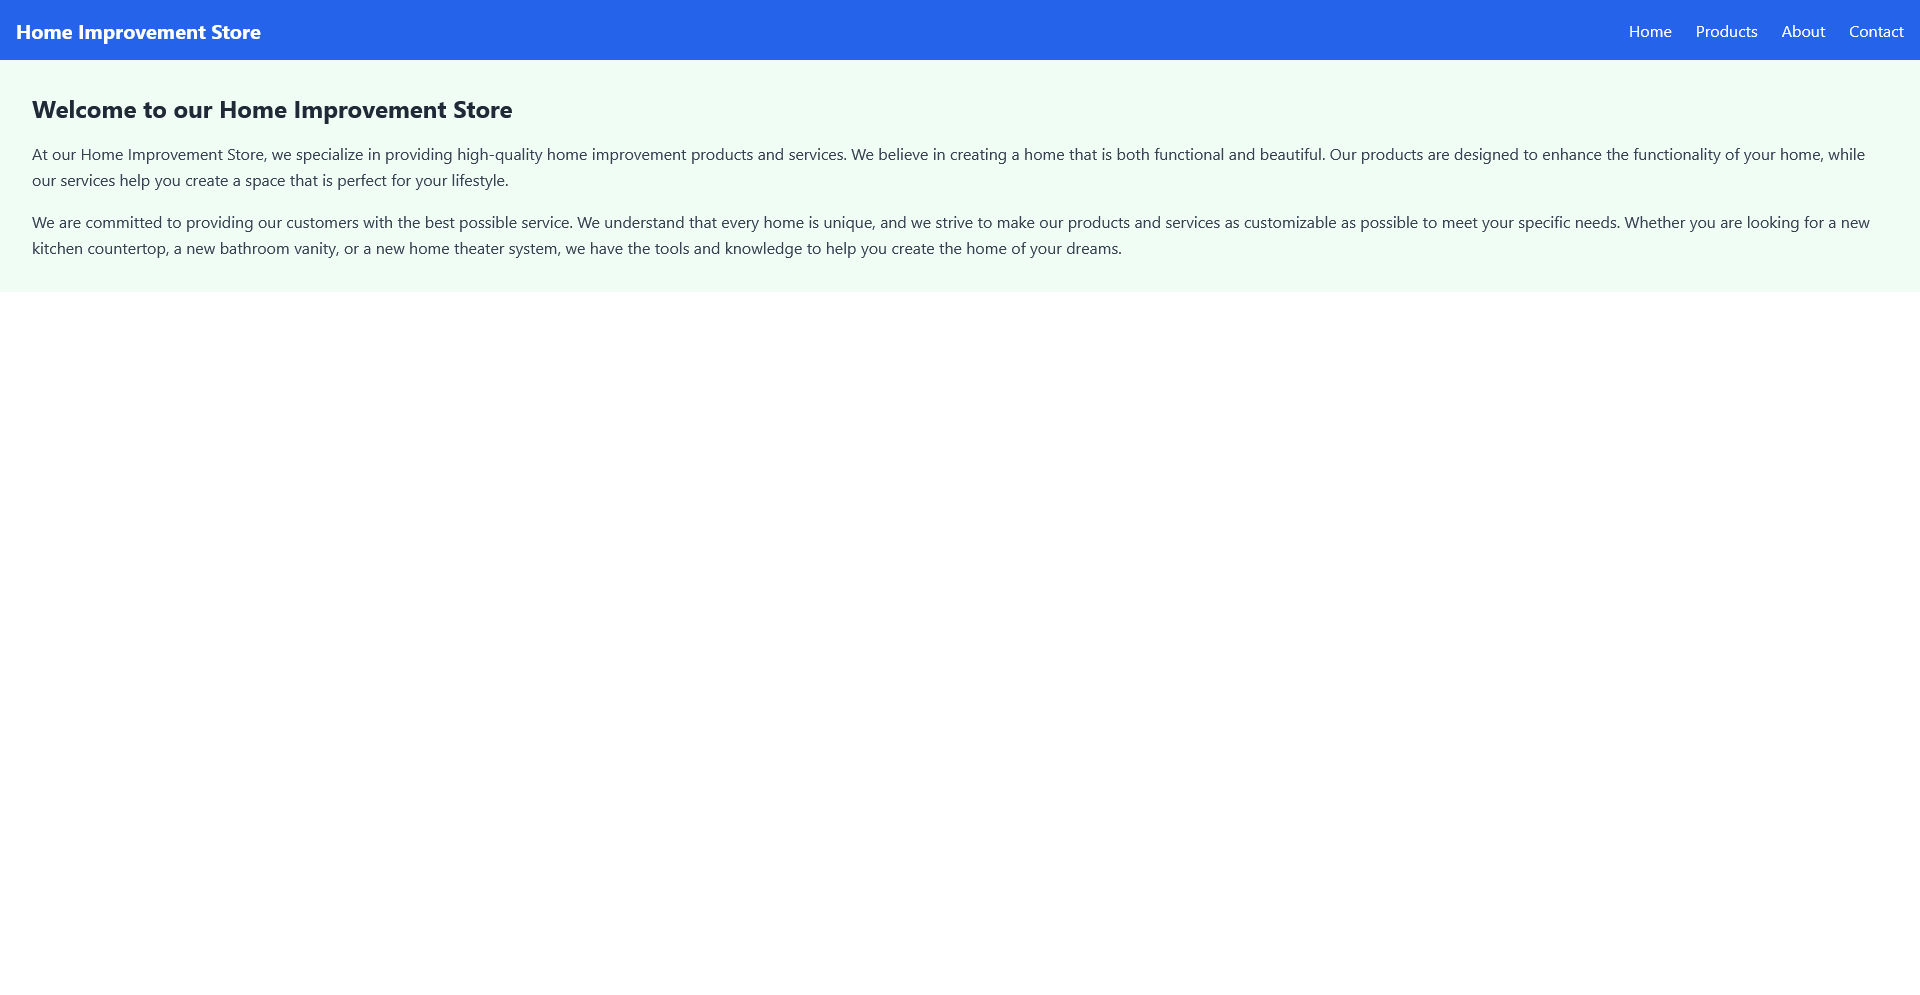 Home Improvement Store
Home Products About Contact
Welcome to our Home Improvement Store
At our Home Improvement Store, we specialize in providing high-quality home improvement products and services. We believe in creating a home that is both functional and beautiful. Our products are designed to enhance the functionality of your home, while
our services help you create a space that is perfect for your lifestyle.
We are committed to providing our customers with the best possible service. We understand that every home is unique, and we strive to make our products and services as customizable as possible to meet your specific needs. Whether you are looking for a new
kitchen countertop, a new bathroom vanity, or a new home theater system, we have the tools and knowledge to help you create the home of your dreams.